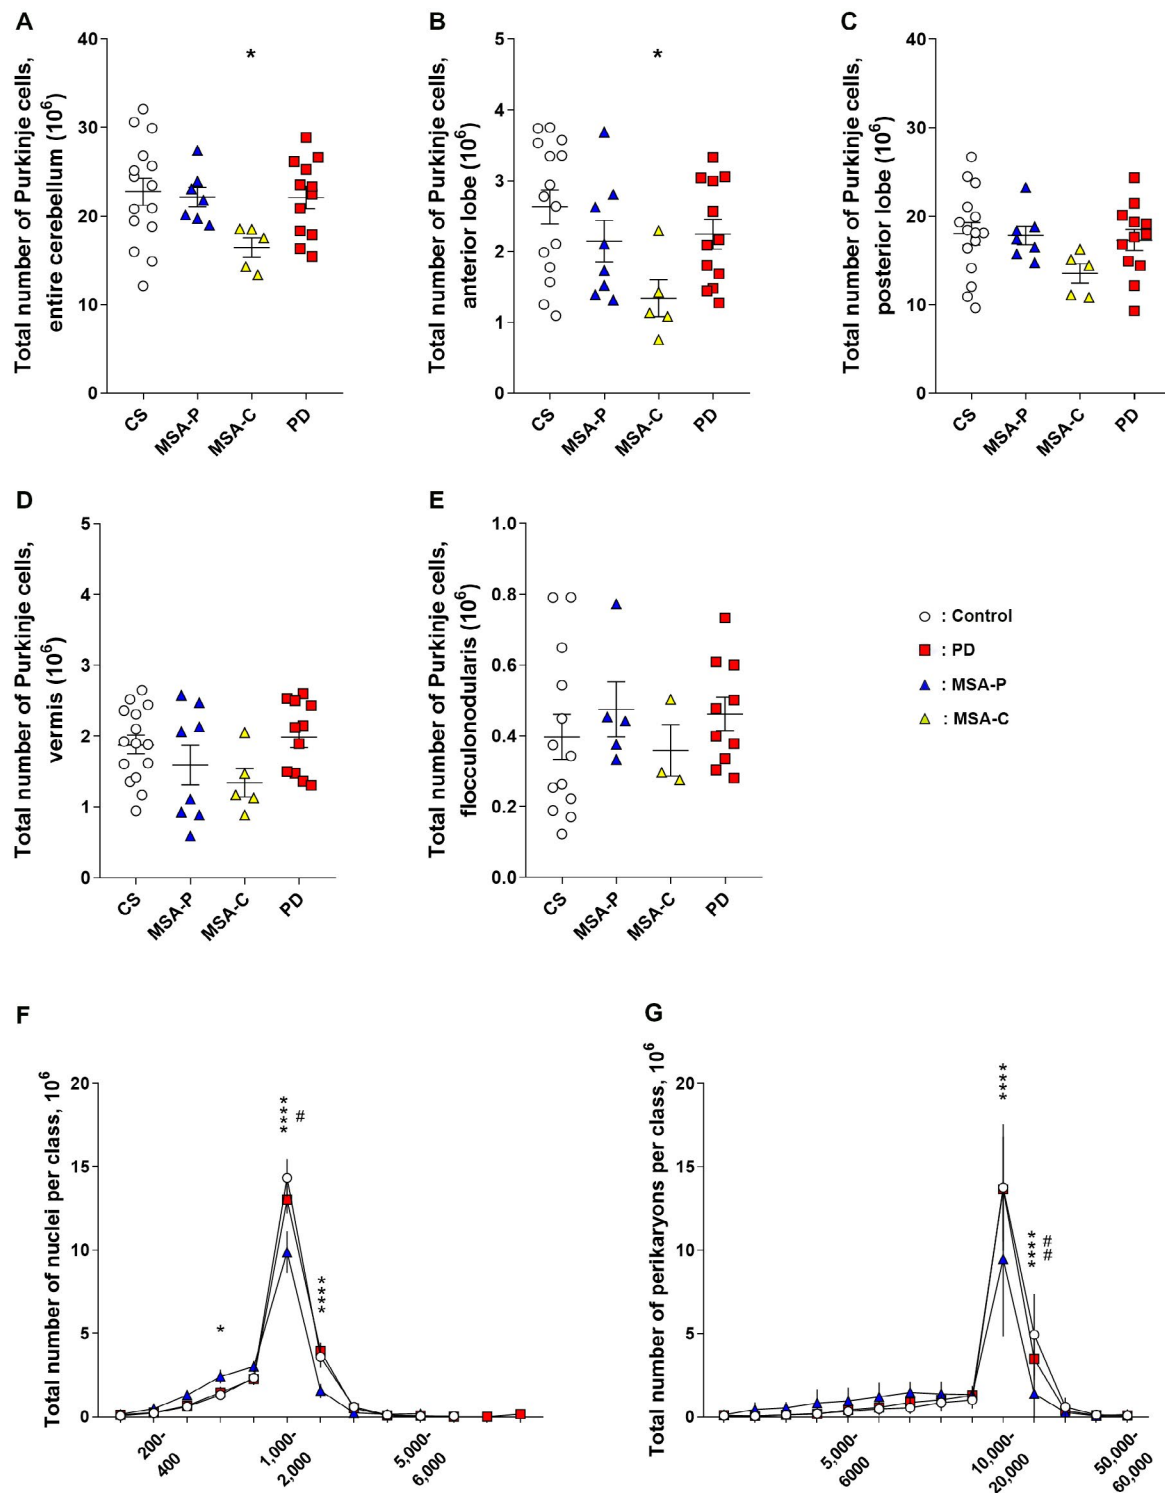 A
Total number of Purkinje cells,
entire cerebellum (10⁶)
40
30
20
10
0
*
CS
MSA-P
MSA-C
PD
B
Total number of Purkinje cells,
anterior lobe (10⁶)
5
4
3
2
1
0
*
CS
MSA-P
MSA-C
PD
C
Total number of Purkinje cells,
posterior lobe (10⁶)
40
30
20
10
0
CS
MSA-P
MSA-C
PD
D
Total number of Purkinje cells,
vermis (10⁶)
5
4
3
2
1
0
CS
MSA-P
MSA-C
PD
E
Total number of Purkinje cells,
flocculonodularis (10⁶)
1.0
0.8
0.6
0.4
0.2
0.0
CS
MSA-P
MSA-C
PD
: Control
: PD
: MSA-P
: MSA-C
F
Total number of nuclei per class, 10⁶
20
15
10
5
0
*
****
#
****
200-
400
1,000-
2,000
5,000-
6,000
G
Total number of perikaryons per class, 10⁶
20
15
10
5
0
****
****
##
5,000-
6000
10,000-
20,000
50,000-
60,000